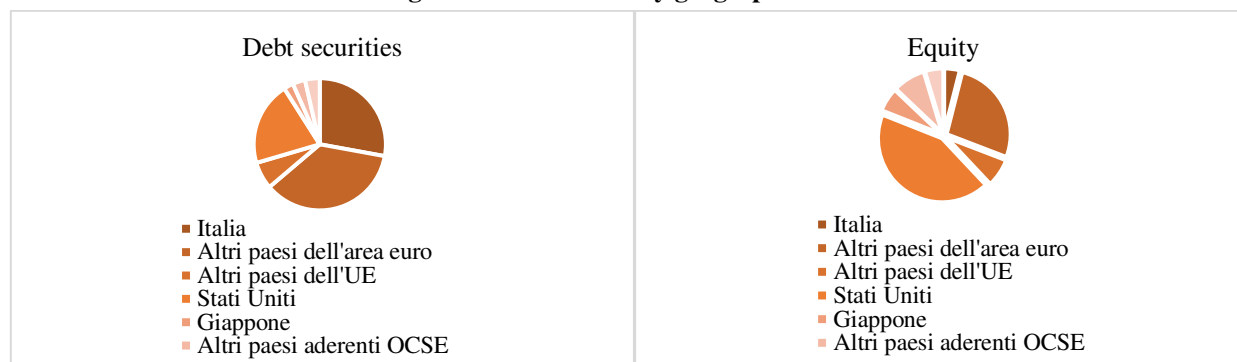 Debt securities
Italia
Altri paesi dell'area euro
Altri paesi dell'UE
Stati Uniti
Giappone
Altri paesi aderenti OCSE
Equity
Italia
Altri paesi dell'area euro
Altri paesi dell'UE
Stati Uniti
Giappone
Altri paesi aderenti OCSE